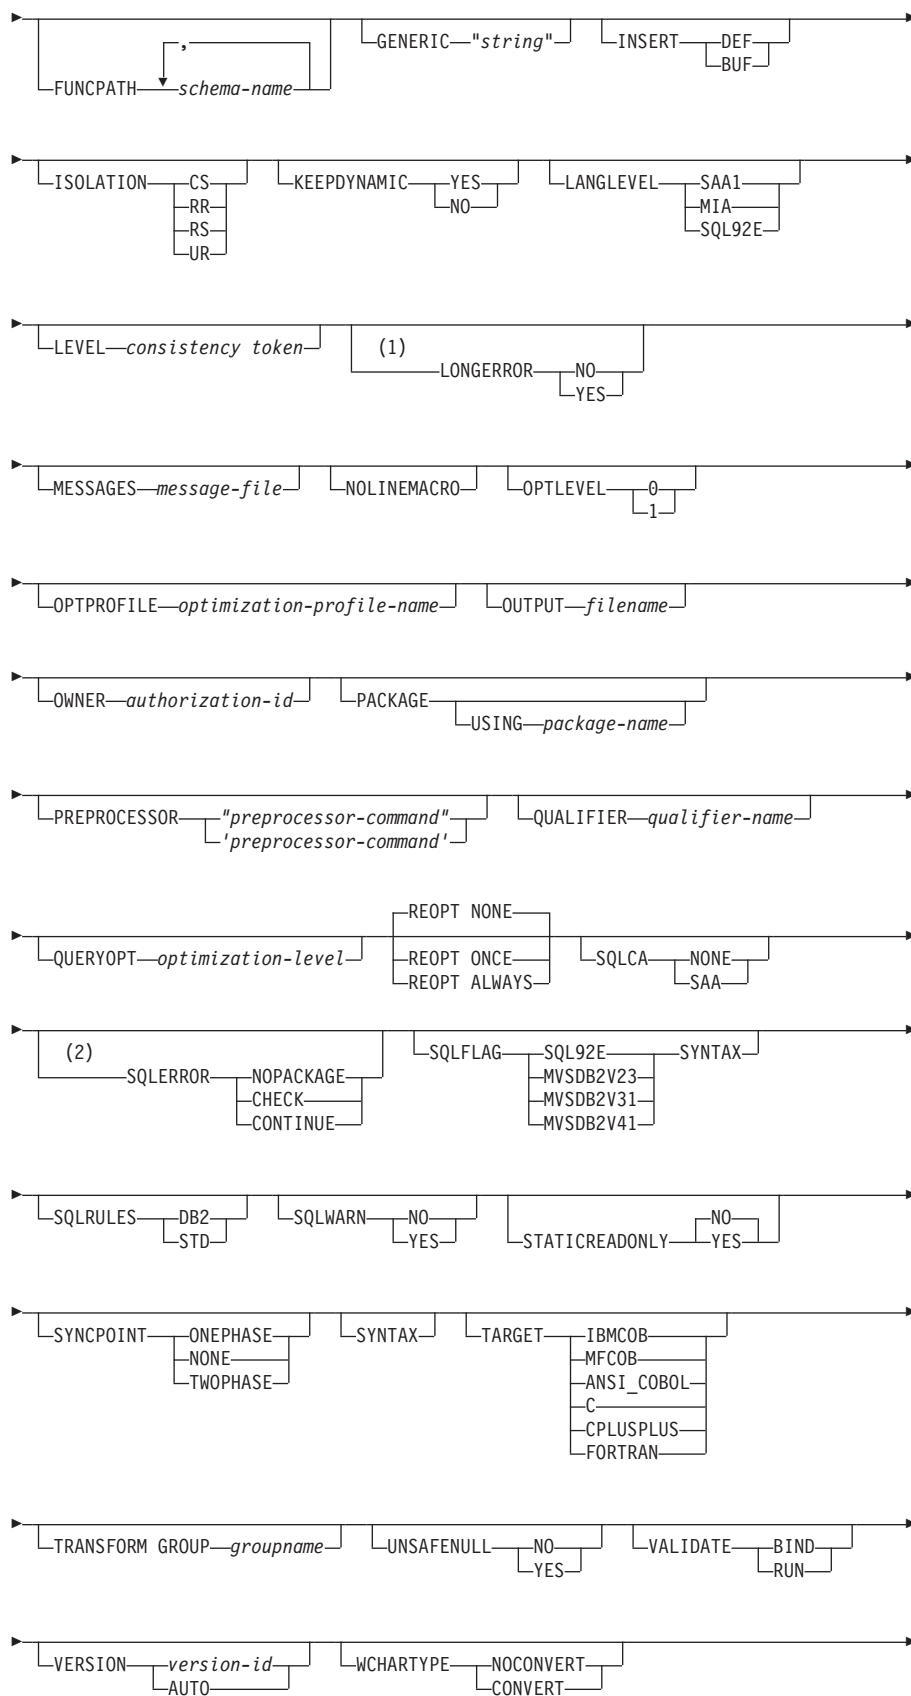 ,
GENERIC "string" INSERT DEF
BUF
FUNCPATH schema-name
ISOLATION CS KEEPDYNAMIC YES LANGLEVEL SAA1
RR NO MIA
RS SQL92E
UR
LEVEL consistency token (1)
LONGERROR NO
YES
MESSAGES message-file NOLINEMACRO OPTLEVEL 0
1
OPTPROFILE optimization-profile-name OUTPUT filename
OWNER authorization-id PACKAGE
USING package-name
PREPROCESSOR "preprocessor-command" QUALIFIER qualifier-name
'preprocessor-command'
REOPT NONE
QUERYOPT optimization-level REOPT ONCE SQLCA NONE
REOPT ALWAYS SAA
(2) SQLFLAG SQL92E SYNTAX
SQLERROR NOPACKAGE MVSDB2V23
CHECK MVSDB2V31
CONTINUE MVSDB2V41
SQLRULES DB2 SQLWARN NO NO
STD YES STATICREADONLY YES
SYNCPOINT ONEPHASE SYNTAX TARGET IBMCOB
NONE MFCOB
TWOPHASE ANSI_COBOL
C
CPLUSPLUS
FORTRAN
TRANSFORM GROUP groupname UNSAFENULL NO VALIDATE BIND
YES RUN
VERSION version-id WCHARTYPE NOCONVERT
AUTO CONVERT